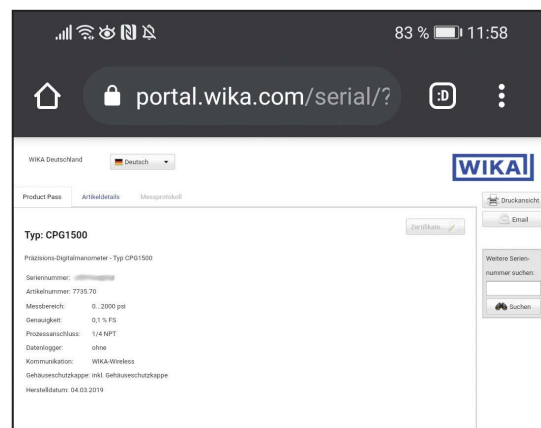 83 % 11:58
portal.wika.com/serial/?
:D
WIKA Deutschland
Deutsch
WIKA
Product Pass Artikeldetails Messprotokoll
Druckansicht
Email
Zertifikate...
Typ: CPG1500
Präzisions-Digitalmanometer - Typ CPG1500
Weitere Serien-
nummer suchen:
Suchen
Seriennummer:
Artikelnummer: 7735.70
Messbereich: 0...2000 psi
Genauigkeit: 0,1 % FS
Prozessanschluss: 1/4 NPT
Datenlogger: ohne
Kommunikation: WIKA-Wireless
Gehäuseschutzkappe: inkl. Gehäuseschutzkappe
Herstelldatum: 04.03.2019